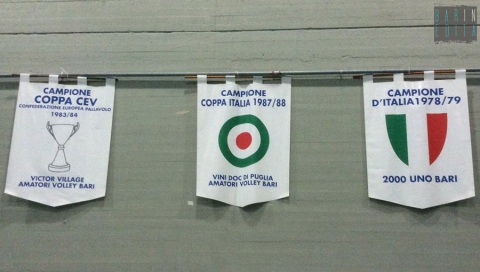 CAMPIONE
COPPA CEV
CONFEDERAZIONE EUROPEA PALLAVOLO
1983/84
VICTOR VILLAGE
AMATORI VOLLEY BARI
CAMPIONE
COPPA ITALIA 1987/88
VINI DOC DI PUGLIA
AMATORI VOLLEY BARI
CAMPIONE
D'ITALIA 1978/79
2000 UNO BARI